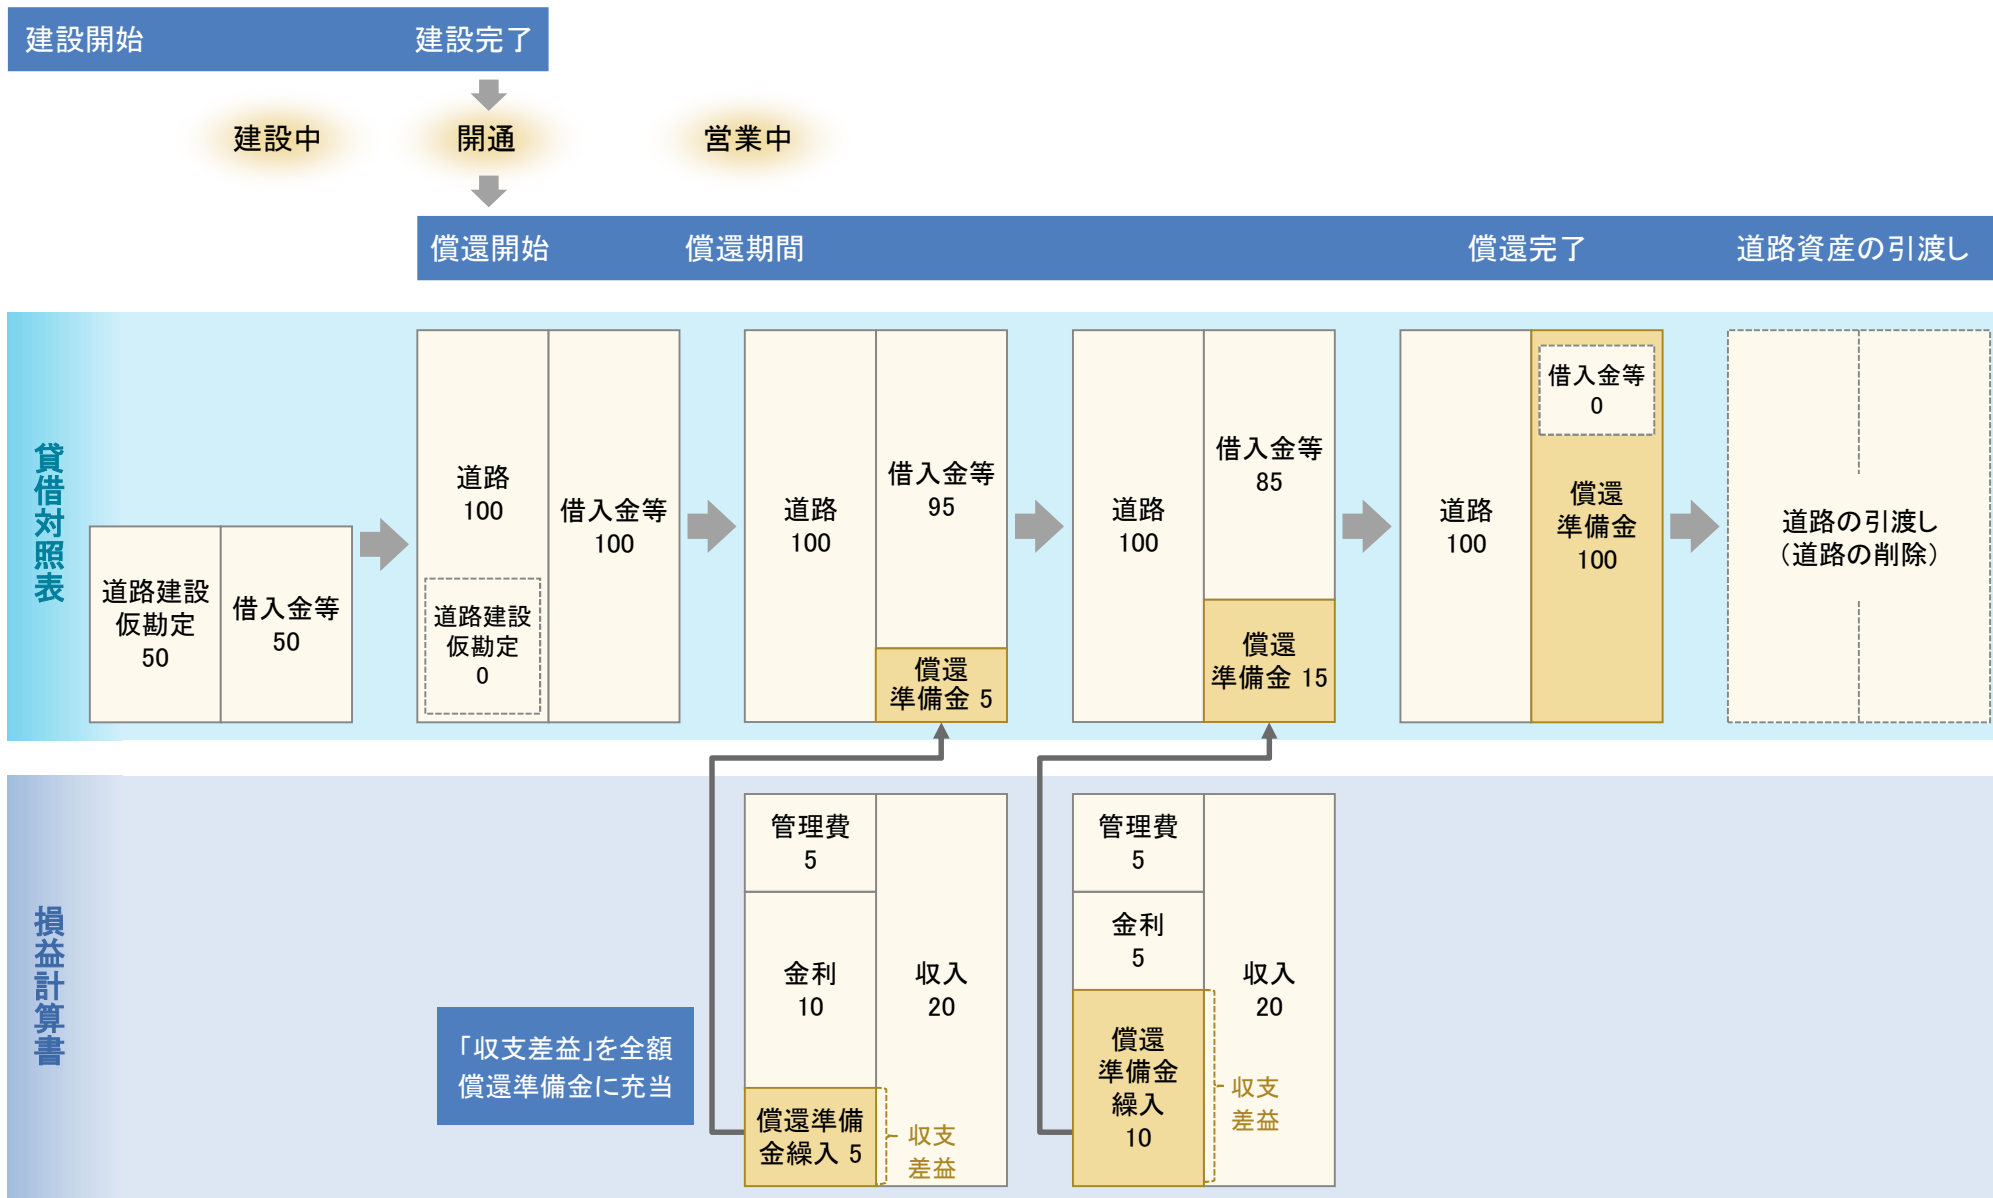 建設開始
建設完了
建設中
開通
営業中
償還開始
償還期間
償還完了
道路資産の引渡し
貸借対照表
道路建設
仮勘定
50
借入金等
50
道路
100
道路建設
仮勘定
0
借入金等
100
道路
100
借入金等
95
償還
準備金 5
道路
100
借入金等
85
償還
準備金 15
道路
100
借入金等
0
償還
準備金
100
道路の引渡し
（道路の削除）
損益計算書
「収支差益」を全額
償還準備金に充当
管理費
5
金利
10
償還準備
金繰入 5
収入
20
収支
差益
管理費
5
金利
5
償還
準備金
繰入
10
収入
20
収支
差益